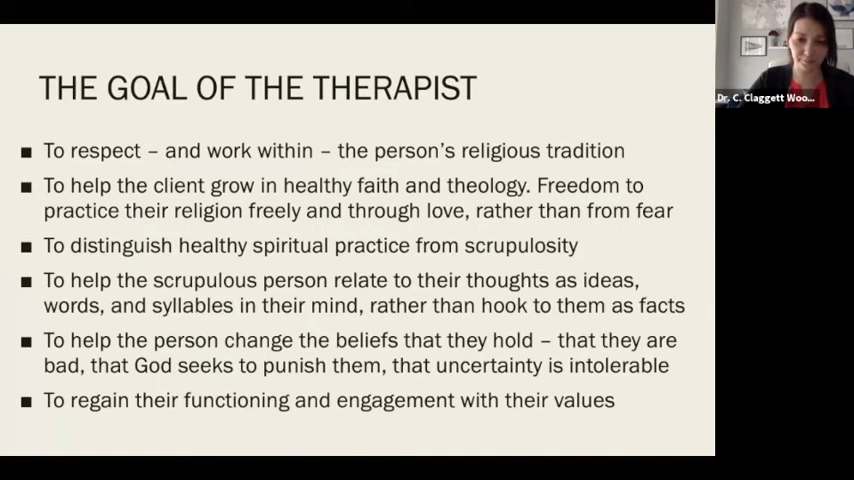 THE GOAL OF THE THERAPIST
■ To respect – and work within – the person's religious tradition
■ To help the client grow in healthy faith and theology. Freedom to
practice their religion freely and through love, rather than from fear
■ To distinguish healthy spiritual practice from scrupulosity
■ To help the scrupulous person relate to their thoughts as ideas,
words, and syllables in their mind, rather than hook to them as facts
■ To help the person change the beliefs that they hold – that they are
bad, that God seeks to punish them, that uncertainty is intolerable
■ To regain their functioning and engagement with their values
Dr. C. Claggett Woo...